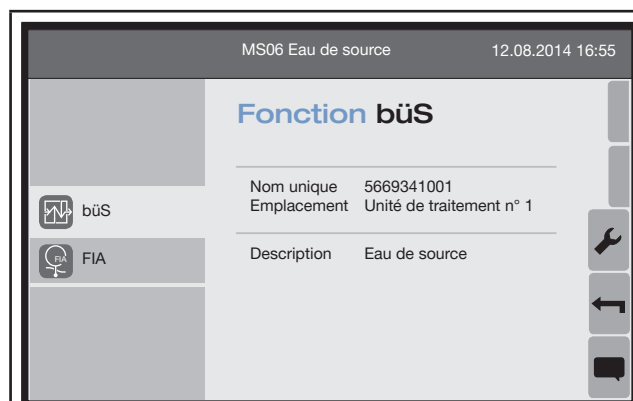 MS06 Eau de source 12.08.2014 16:55
Fonction büS
Nom unique 5669341001
Emplacement Unité de traitement n° 1
büS
Description Eau de source
FIA FIA